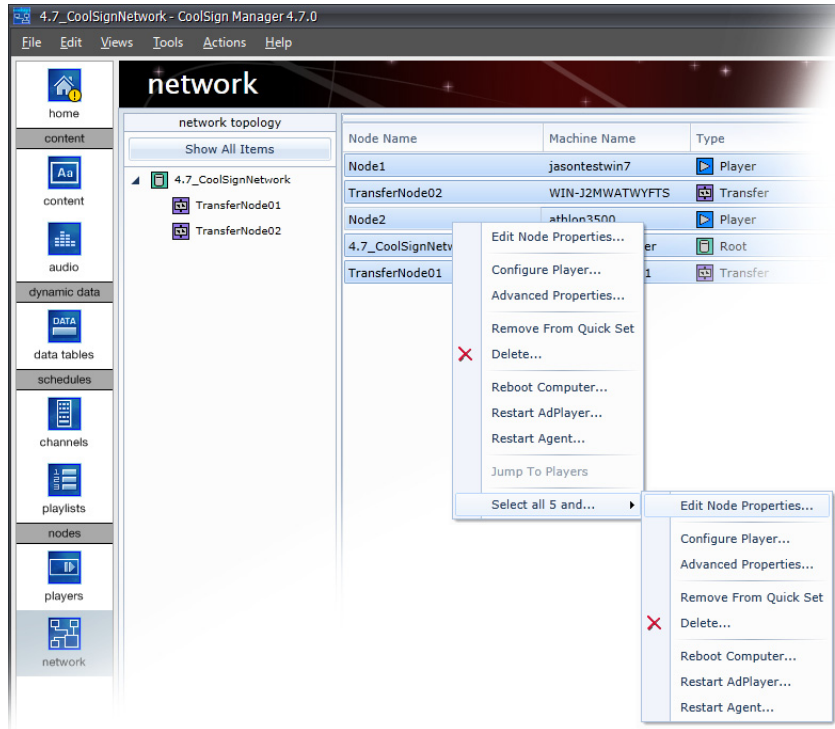 4.7_CoolSignNetwork - CoolSign Manager 4.7.0
File Edit Views Tools Actions Help
home
content
Aa
content
audio
dynamic data
DATA
data tables
schedules
channels
1
2
3
playlists
nodes
players
network
network
network topology
Show All Items
4.7_CoolSignNetwork
TransferNode01
TransferNode02
Node Name Machine Name Type
Node1 jasontestwin7 Player
TransferNode02 WIN-J2MWATWYFTS Transfer
Node2 athlon3500 Player
4.7_CoolSignNetw er Root
TransferNode01 1 Transfer
Edit Node Properties...
Configure Player...
Advanced Properties...
Remove From Quick Set
Delete...
Reboot Computer...
Restart AdPlayer...
Restart Agent...
Jump To Players
Select all 5 and...
Edit Node Properties...
Configure Player...
Advanced Properties...
Remove From Quick Set
Delete...
Reboot Computer...
Restart AdPlayer...
Restart Agent...